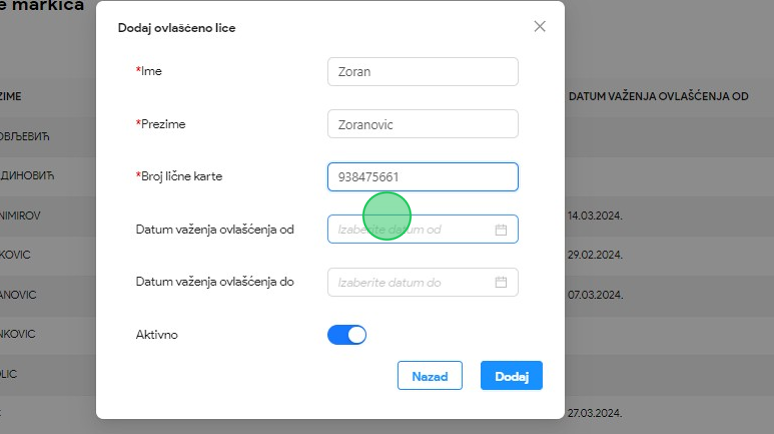 e markica
Dodaj ovlašćeno lice
*Ime
Zoran
*Prezime
Zoranovic
*Broj lične karte
938475661
Datum važenja ovlašćenja od
Izaberite datum od
Datum važenja ovlašćenja do
Izaberite datum do
Aktivno
Nazad
Dodaj
ZIME
DATUM VAŽENJA OVLAŠĆENJA OD
ОВЉЕВИЋ
ДИНОВИЋ
NIMIROV
14.03.2024.
KOVIC
29.02.2024.
ANOVIC
07.03.2024.
NKOVIC
OLIC
27.03.2024.